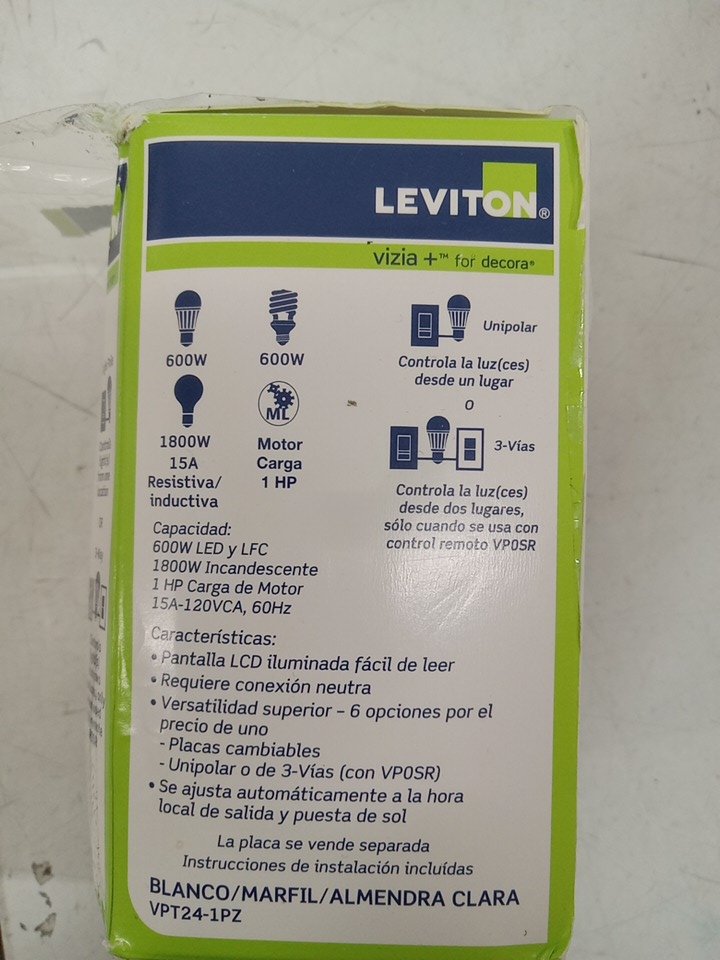 LEVITON®
vizia +™ for decora®
600W
600W
1800W
15A
Resistiva/
inductiva
ML
Motor
Carga
1 HP
Unipolar
Controla la luz(ces)
desde un lugar
O
3-Vías
Controla la luz(ces)
desde dos lugares,
sólo cuando se usa con
control remoto VP0SR
Capacidad:
600W LED y LFC
1800W Incandescente
1 HP Carga de Motor
15A-120VCA, 60Hz
Características:
• Pantalla LCD iluminada fácil de leer
• Requiere conexión neutra
• Versatilidad superior – 6 opciones por el
precio de uno
- Placas cambiables
- Unipolar o de 3-Vías (con VP0SR)
• Se ajusta automáticamente a la hora
local de salida y puesta de sol
La placa se vende separada
Instrucciones de instalación incluídas
BLANCO/MARFIL/ALMENDRA CLARA
VPT24-1PZ